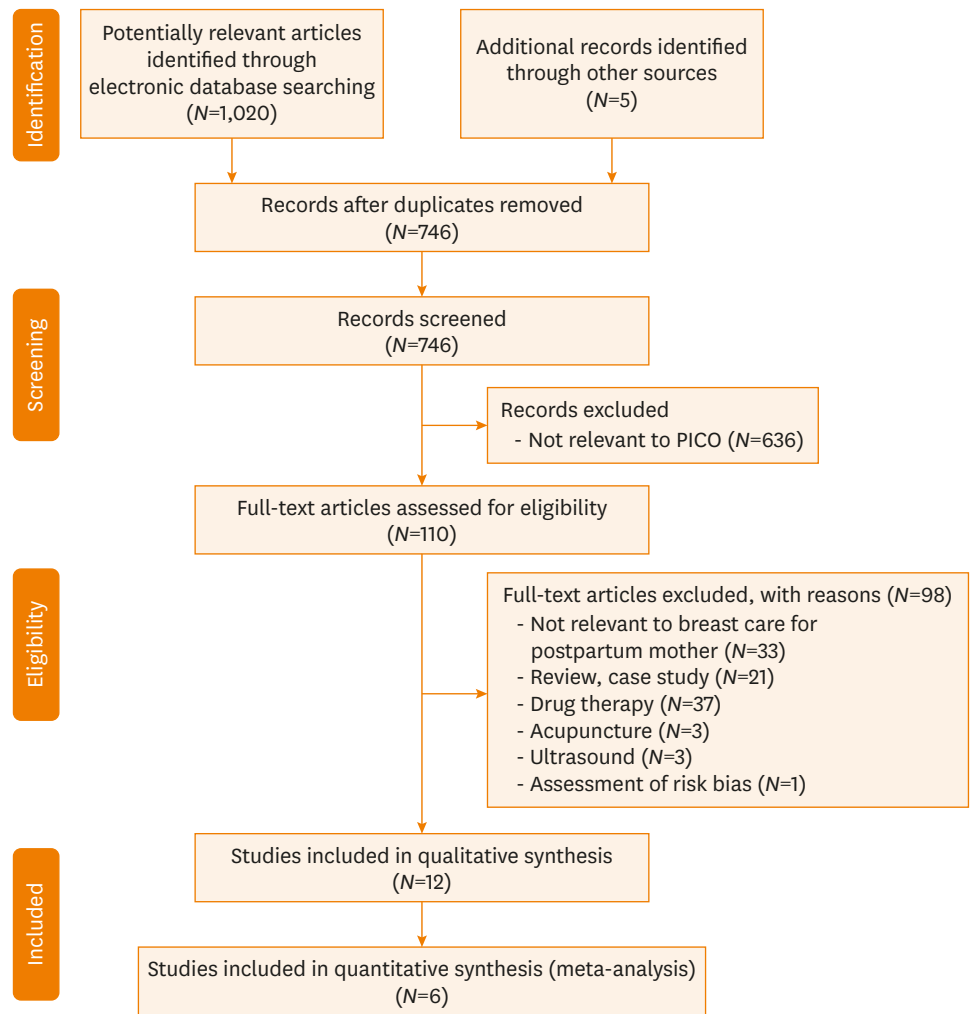 Identification
Potentially relevant articles
identified through
electronic database searching
(N=1,020)
Additional records identified
through other sources
(N=5)
Records after duplicates removed
(N=746)
Screening
Records screened
(N=746)
Records excluded
- Not relevant to PICO (N=636)
Full-text articles assessed for eligibility
(N=110)
Eligibility
Full-text articles excluded, with reasons (N=98)
- Not relevant to breast care for
postpartum mother (N=33)
- Review, case study (N=21)
- Drug therapy (N=37)
- Acupuncture (N=3)
- Ultrasound (N=3)
- Assessment of risk bias (N=1)
Included
Studies included in qualitative synthesis
(N=12)
Studies included in quantitative synthesis (meta-analysis)
(N=6)